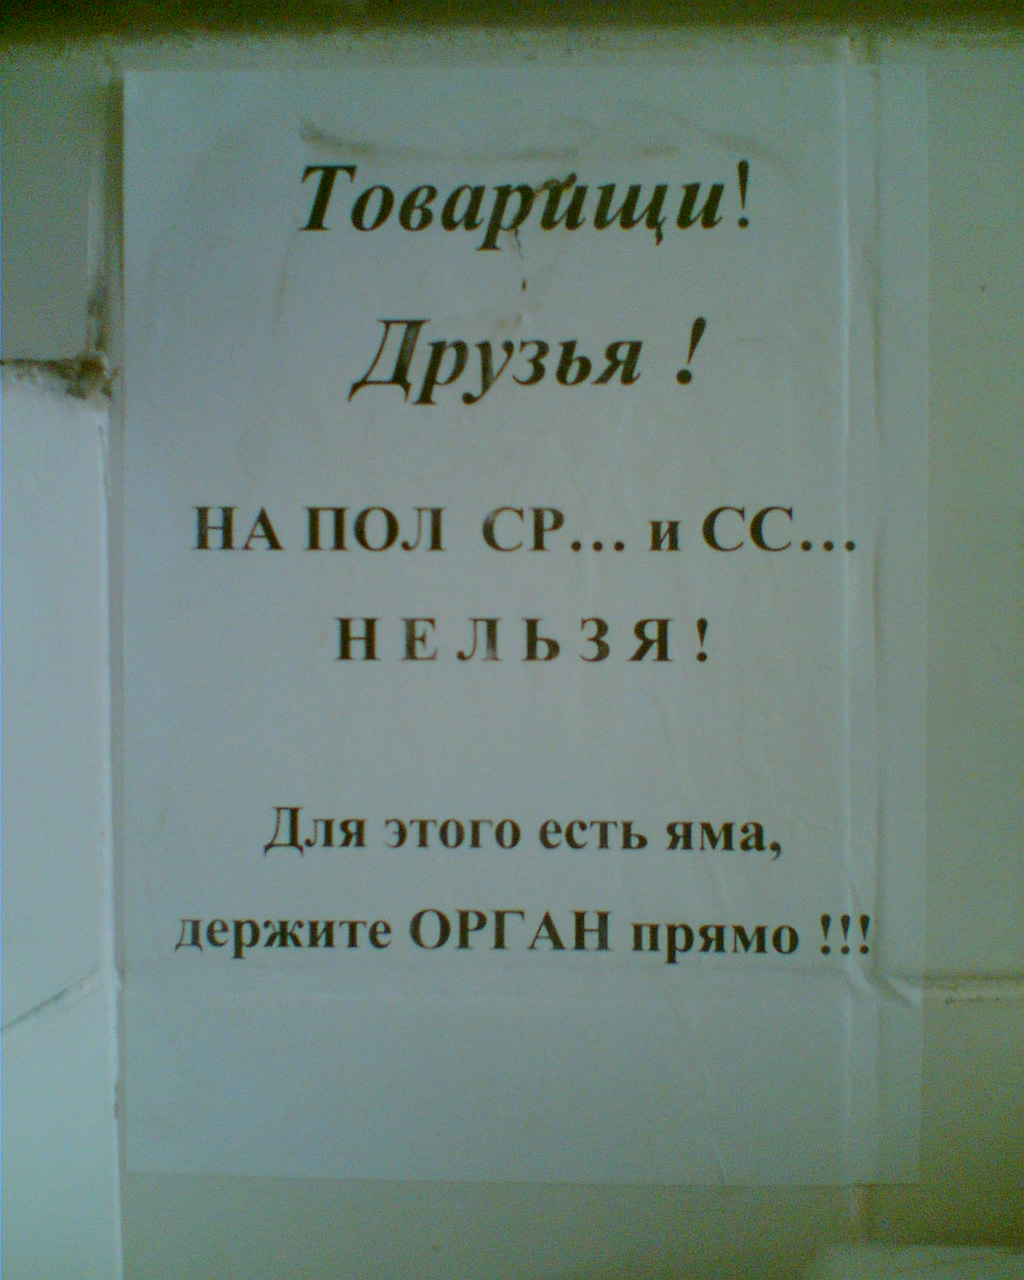 Товарищи!
Друзья !
НА ПОЛ СР... и СС...
Н Е Л Ь З Я !
Для этого есть яма,
держите ОРГАН прямо !!!